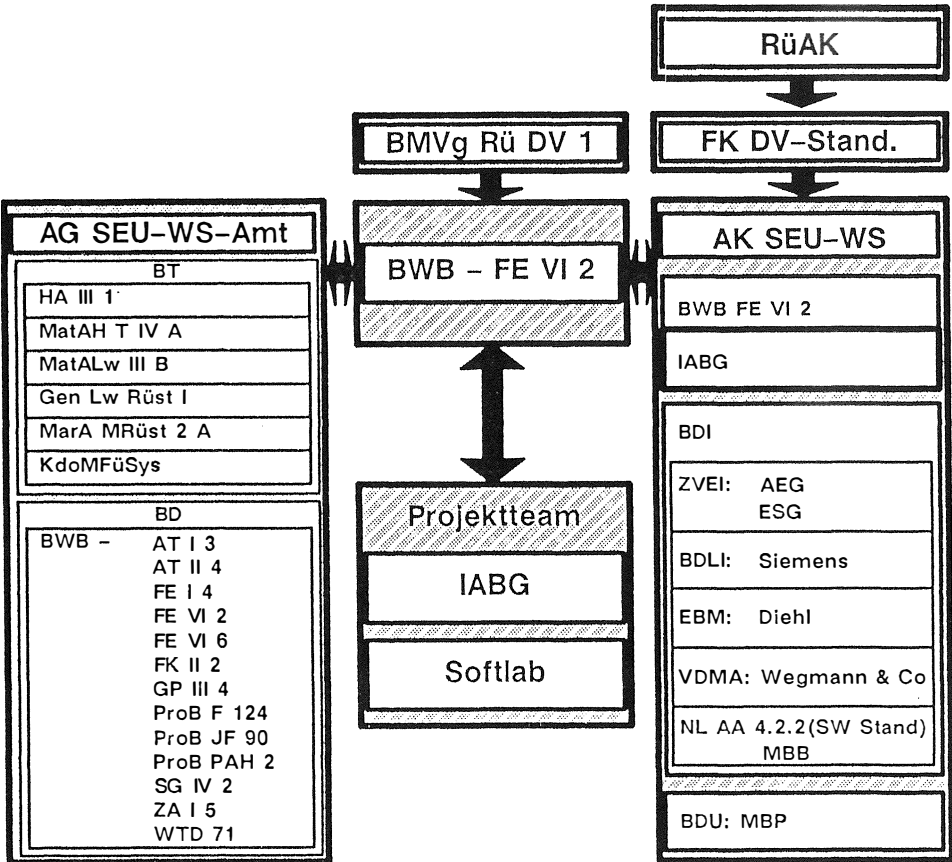 RüAK
BMVg Rü DV 1
FK DV-Stand.
AG SEU-WS-Amt
BT
HA III 1
MatAH T IV A
MatALw III B
Gen Lw Rüst I
MarA MRüst 2 A
KdoMFüSys
BD
BWB - AT I 3
AT II 4
FE I 4
FE VI 2
FE VI 6
FK II 2
GP III 4
ProB F 124
ProB JF 90
ProB PAH 2
SG IV 2
ZA I 5
WTD 71
BWB - FE VI 2
Projektteam
IABG
Softlab
AK SEU-WS
BWB FE VI 2
IABG
BDI
ZVEI: AEG
ESG
BDLI: Siemens
EBM: Diehl
VDMA: Wegmann & Co
NL AA 4.2.2(SW Stand)
MBB
BDU: MBP